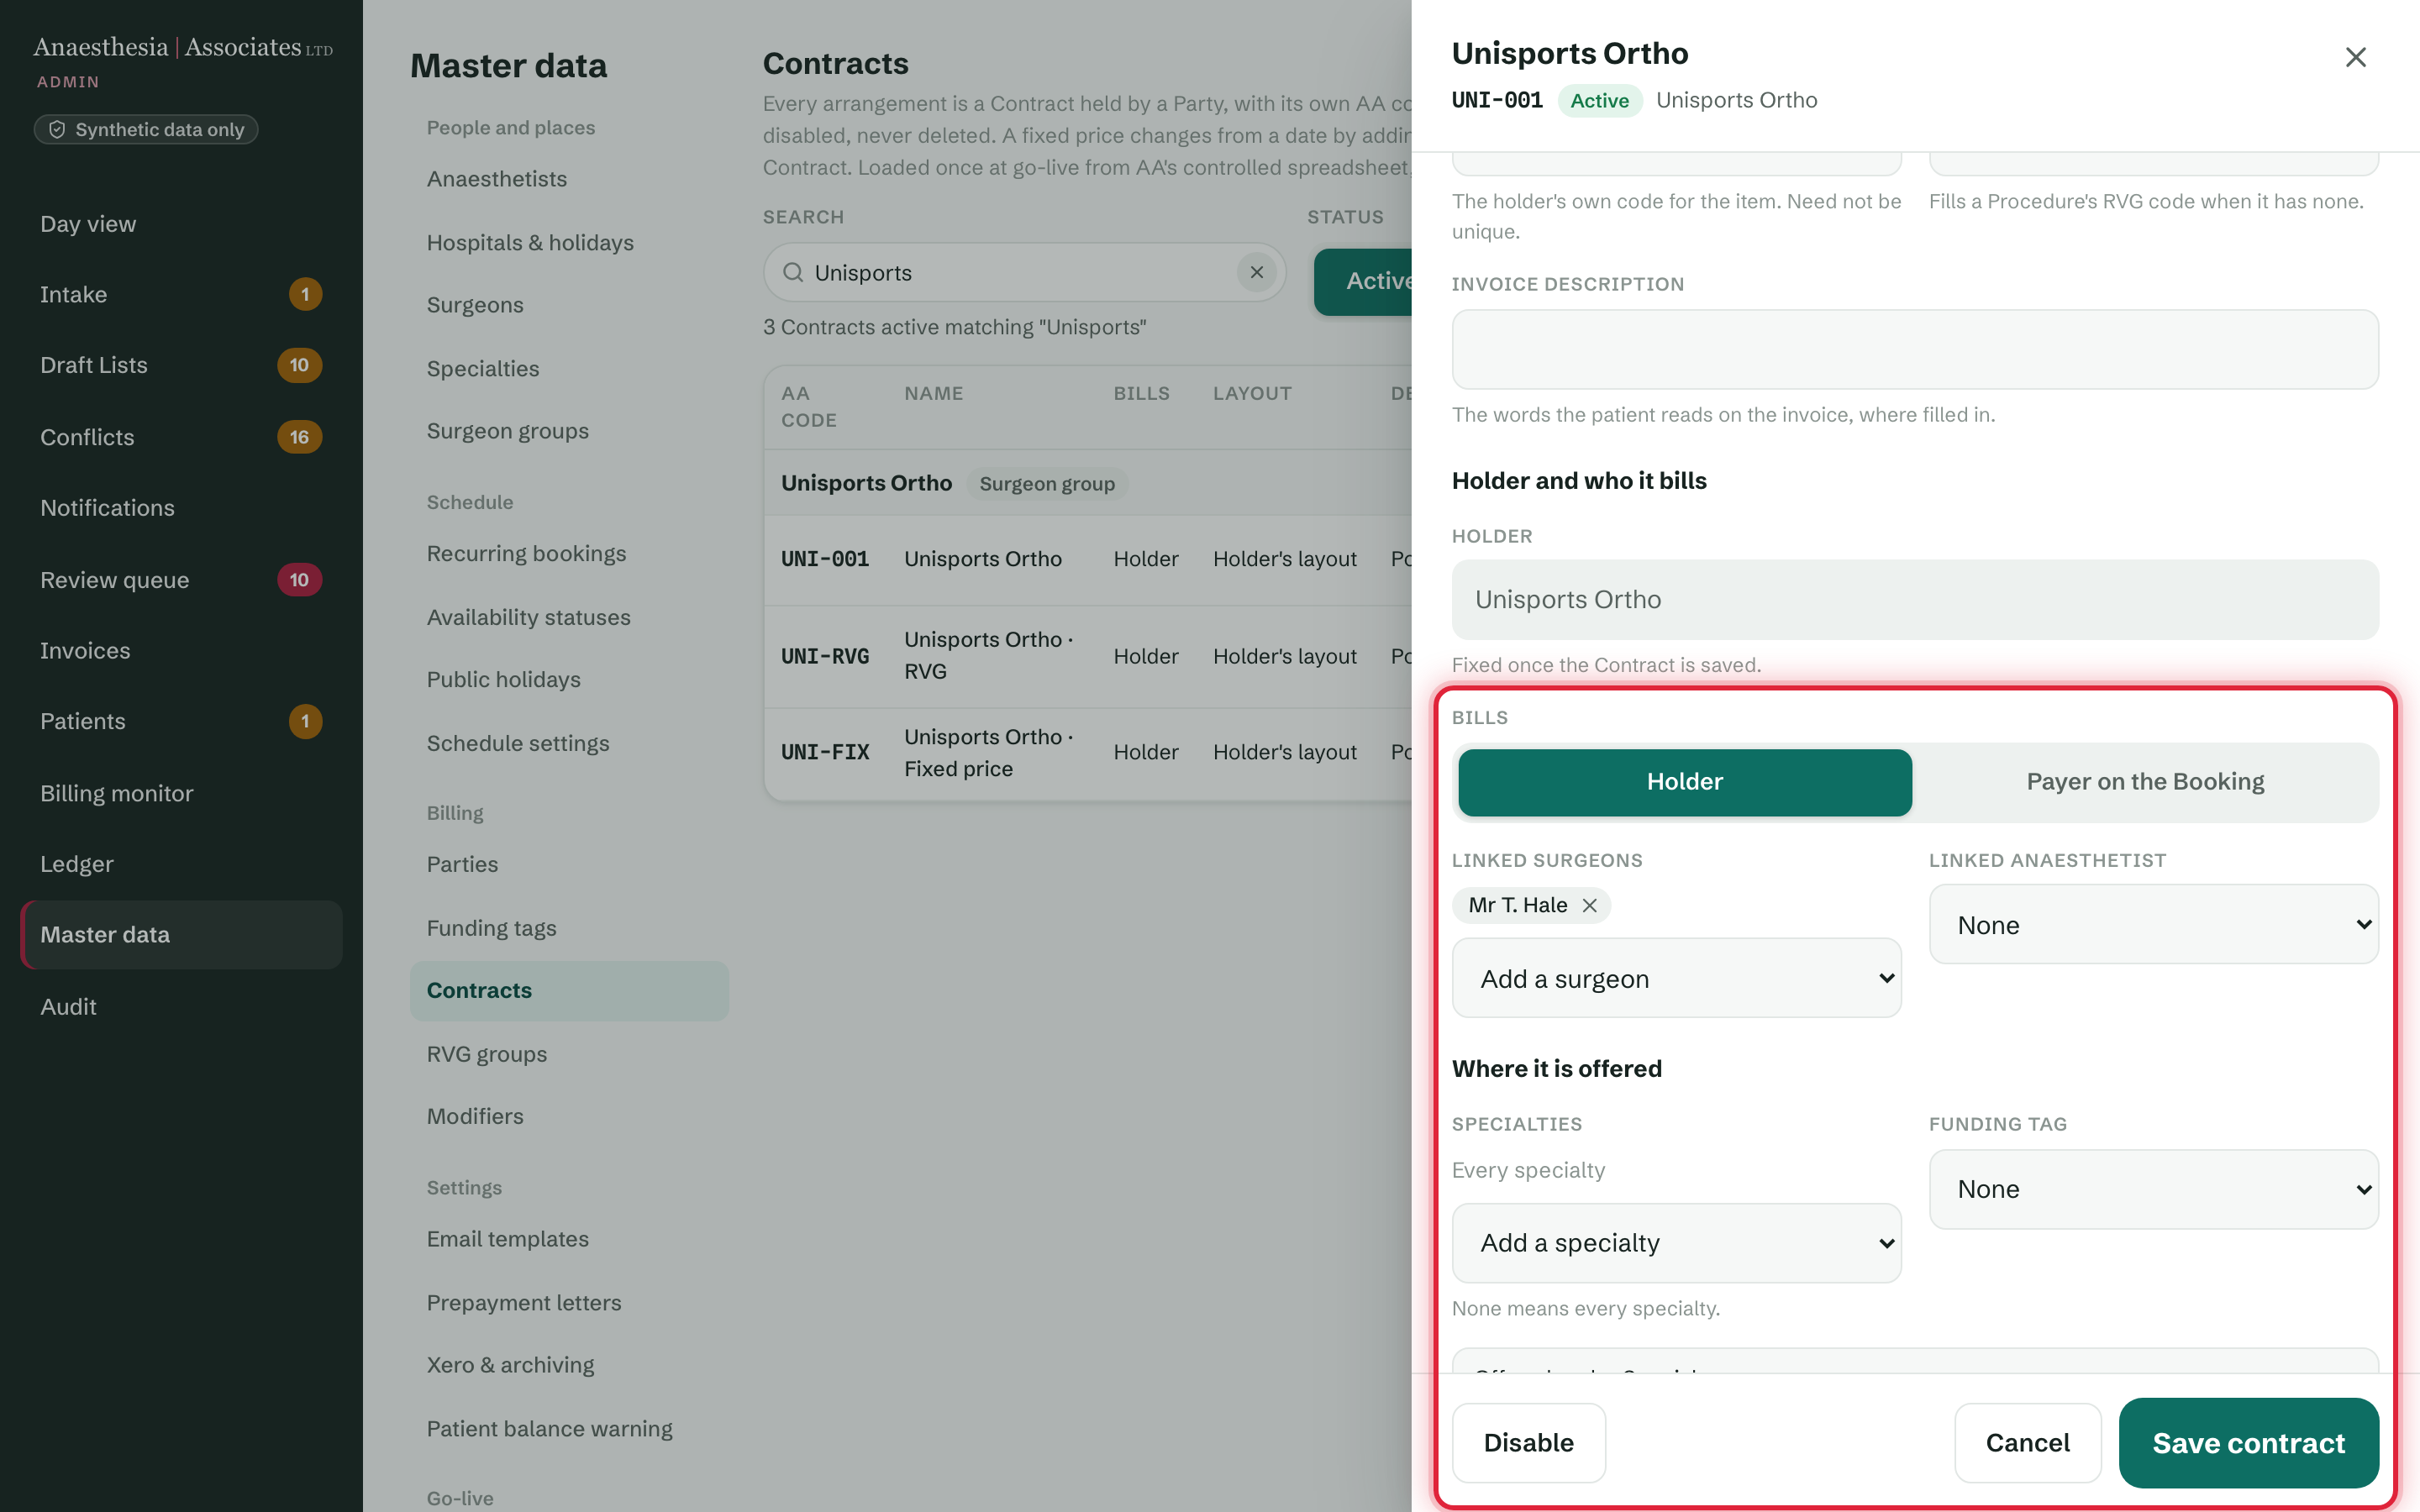 Anaesthesia | Associates LTD
ADMIN
Synthetic data only
Day view
Intake 1
Draft Lists 10
Conflicts 16
Notifications
Review queue 10
Invoices
Patients 1
Billing monitor
Ledger
Master data
Audit
Master data
People and places
Anaesthetists
Hospitals & holidays
Surgeons
Specialties
Surgeon groups
Schedule
Recurring bookings
Availability statuses
Public holidays
Schedule settings
Billing
Parties
Funding tags
Contracts
RVG groups
Modifiers
Settings
Email templates
Prepayment letters
Xero & archiving
Patient balance warning
Go-live
Contracts
Every arrangement is a Contract held by a Party, with its own AA
disabled, never deleted. A fixed price changes from a date by
Contract. Loaded once at go-live from AA's controlled spreadsheet,
SEARCH STATUS
Unisports Active
3 Contracts active matching "Unisports"
AA CODE NAME BILLS LAYOUT
Unisports Ortho Surgeon group
UNI-001 Unisports Ortho Holder Holder's layout
UNI-RVG Unisports Ortho · RVG Holder Holder's layout
UNI-FIX Unisports Ortho · Fixed price Holder Holder's layout
Unisports Ortho
UNI-001 Active Unisports Ortho
The holder's own code for the item. Need not be
unique.
Fills a Procedure's RVG code when it has none.
INVOICE DESCRIPTION
The words the patient reads on the invoice, where filled in.
Holder and who it bills
HOLDER
Unisports Ortho
Fixed once the Contract is saved.
BILLS
Holder Payer on the Booking
LINKED SURGEONS LINKED ANAESTHETIST
Mr T. Hale
None
Add a surgeon
Where it is offered
SPECIALTIES FUNDING TAG
Every specialty
None
Add a specialty
None means every specialty.
Disable Cancel Save contract